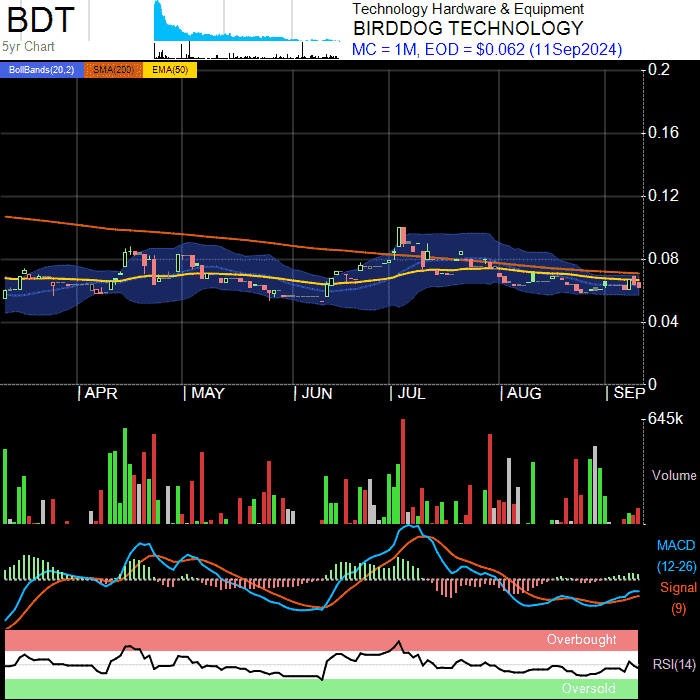 BDT
5yr Chart
Technology Hardware & Equipment
BIRDDOG TECHNOLOGY
MC = 1M, EOD = $0.062 (11Sep2024)
BollBands(20,2) SMA(200) EMA(50)
0.2
0.16
0.12
0.08
0.04
0
APR MAY JUN JUL AUG SEP
645k
Volume
MACD
(12-26)
Signal
(9)
Overbought
RSI(14)
Oversold